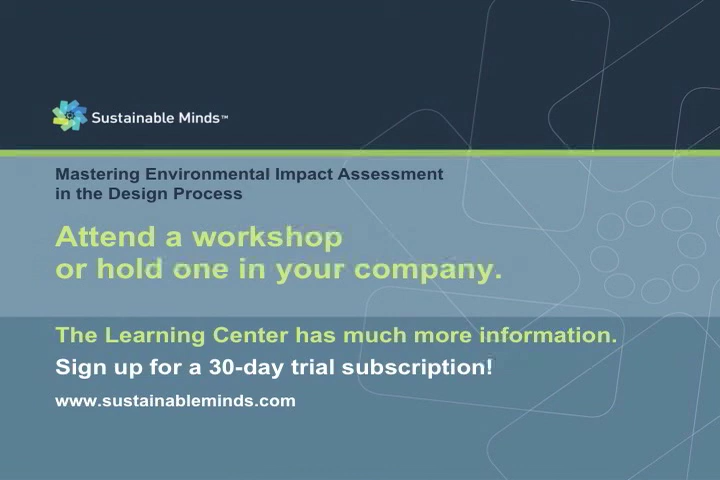 Sustainable Minds™
Mastering Environmental Impact Assessment
in the Design Process
Attend a workshop
or hold one in your company.
The Learning Center has much more information.
Sign up for a 30-day trial subscription!
www.sustainableminds.com